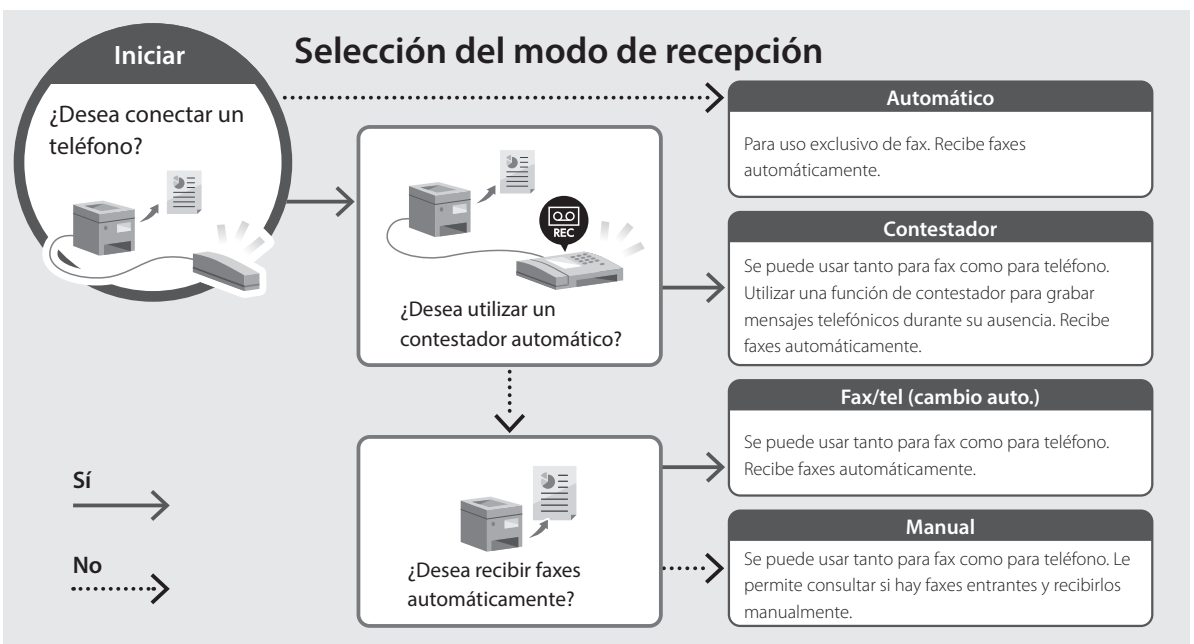 Selección del modo de recepción
Iniciar
¿Desea conectar un
teléfono?
REC
¿Desea utilizar un
contestador automático?
¿Desea recibir faxes
automáticamente?
Automático
Para uso exclusivo de fax. Recibe faxes
automáticamente.
Contestador
Se puede usar tanto para fax como para teléfono.
Utilizar una función de contestador para grabar
mensajes telefónicos durante su ausencia. Recibe
faxes automáticamente.
Fax/tel (cambio auto.)
Se puede usar tanto para fax como para teléfono.
Recibe faxes automáticamente.
Manual
Se puede usar tanto para fax como para teléfono. Le
permite consultar si hay faxes entrantes y recibirlos
manualmente.
Sí
No